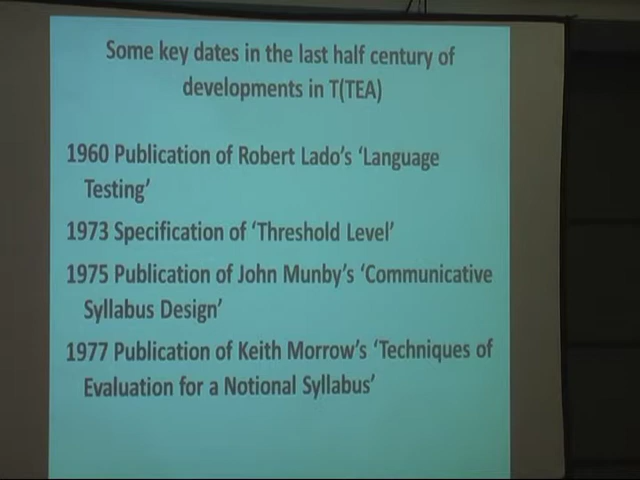 Some key dates in the last half century of
developments in T(TEA)
1960 Publication of Robert Lado's 'Language
Testing'
1973 Specification of 'Threshold Level'
1975 Publication of John Munby's 'Communicative
Syllabus Design'
1977 Publication of Keith Morrow's 'Techniques of
Evaluation for a Notional Syllabus'